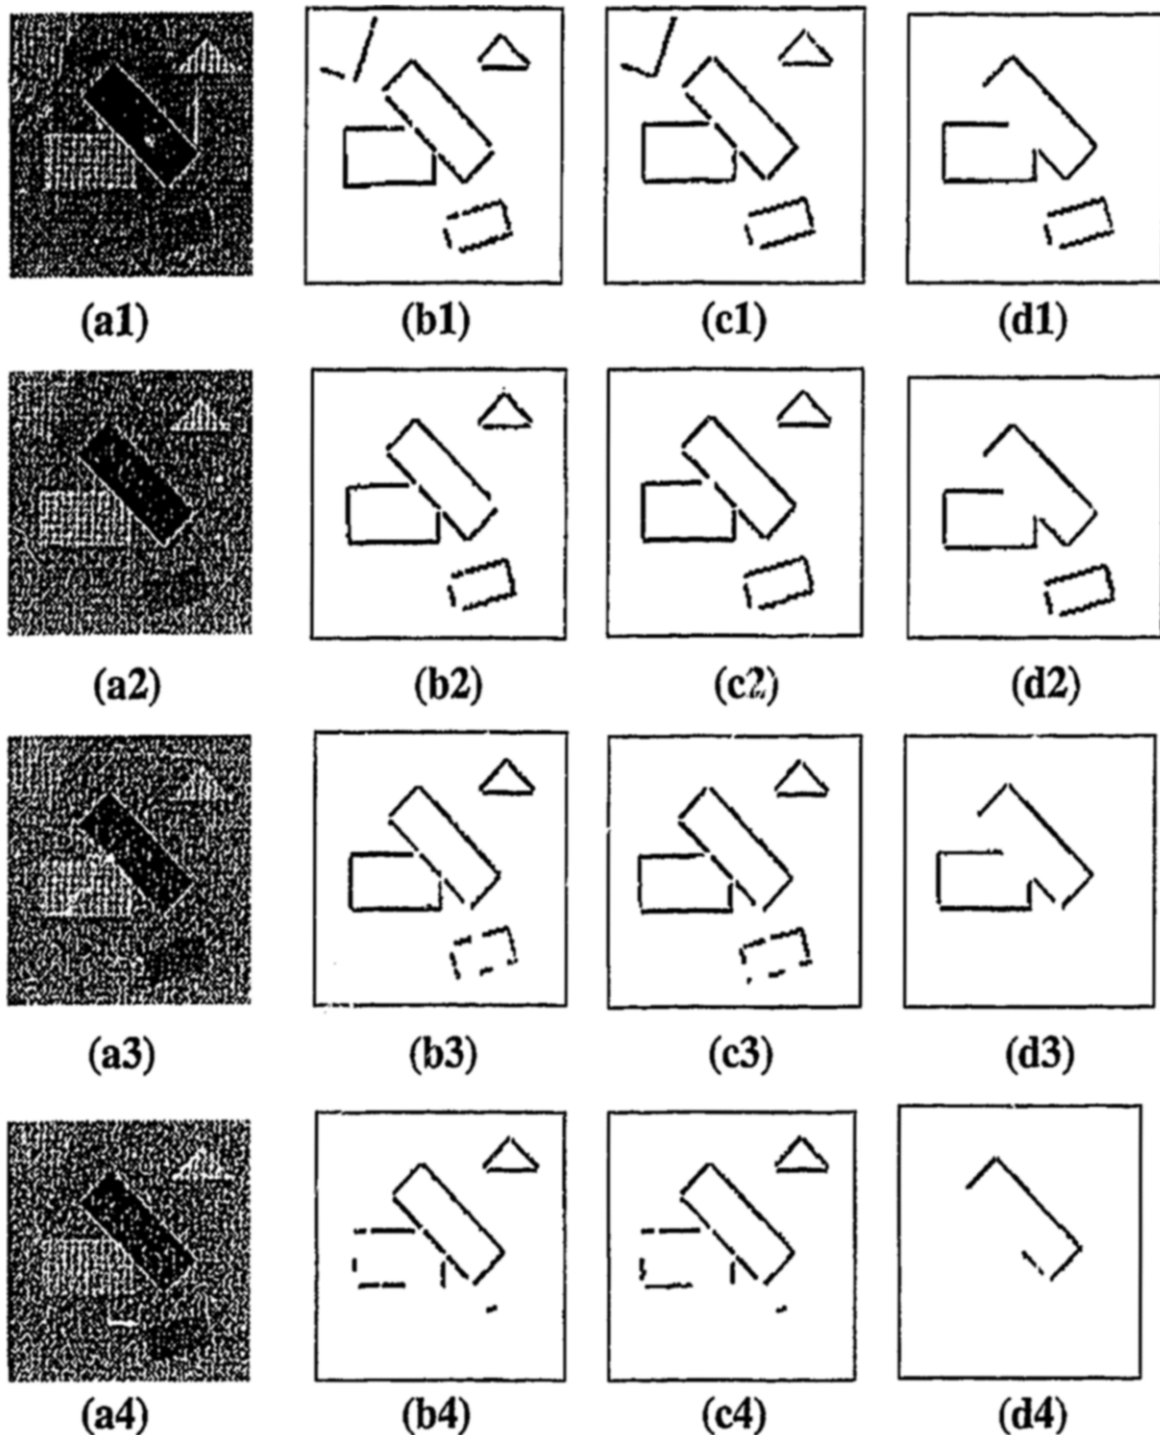 (a1) (b1) (c1) (d1)
(a2) (b2) (c2) (d2)
(a3) (b3) (c3) (d3)
(a4) (b4) (c4) (d4)